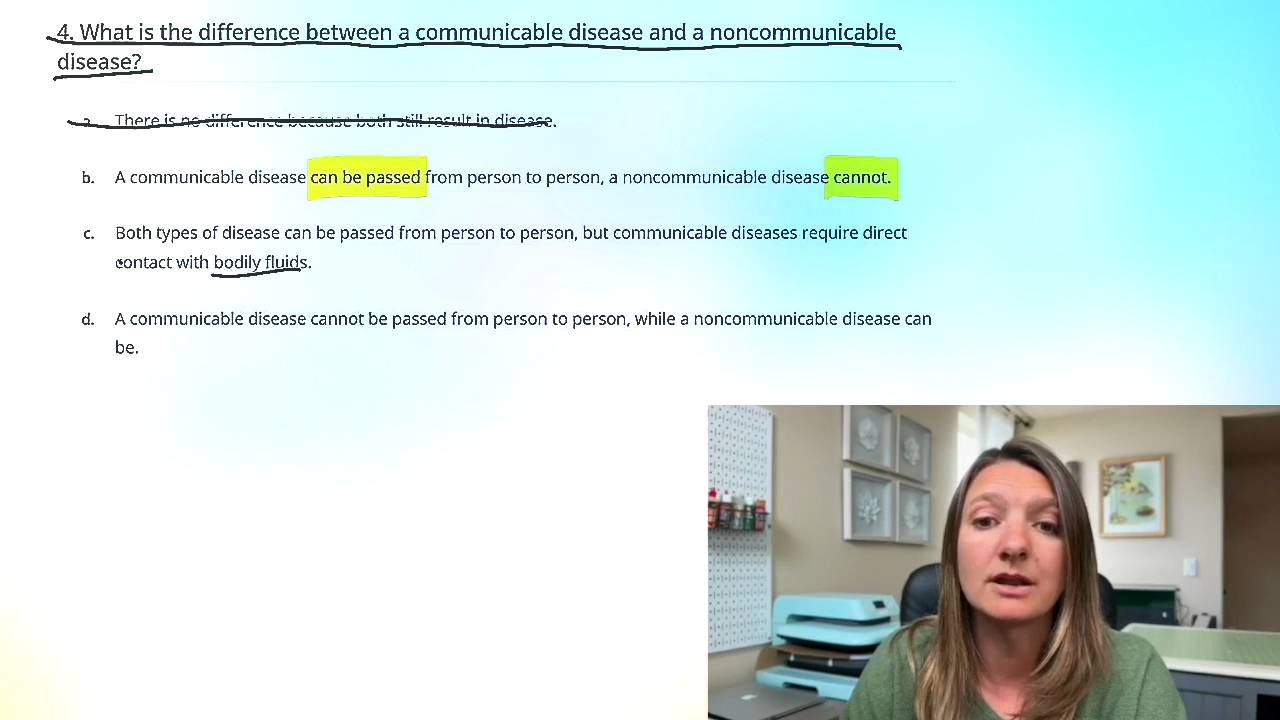 4. What is the difference between a communicable disease and a noncommunicable
disease?
a. There is no difference because both still result in disease.
b. A communicable disease can be passed from person to person, a noncommunicable disease cannot.
c. Both types of disease can be passed from person to person, but communicable diseases require direct
contact with bodily fluids.
d. A communicable disease cannot be passed from person to person, while a noncommunicable disease can
be.